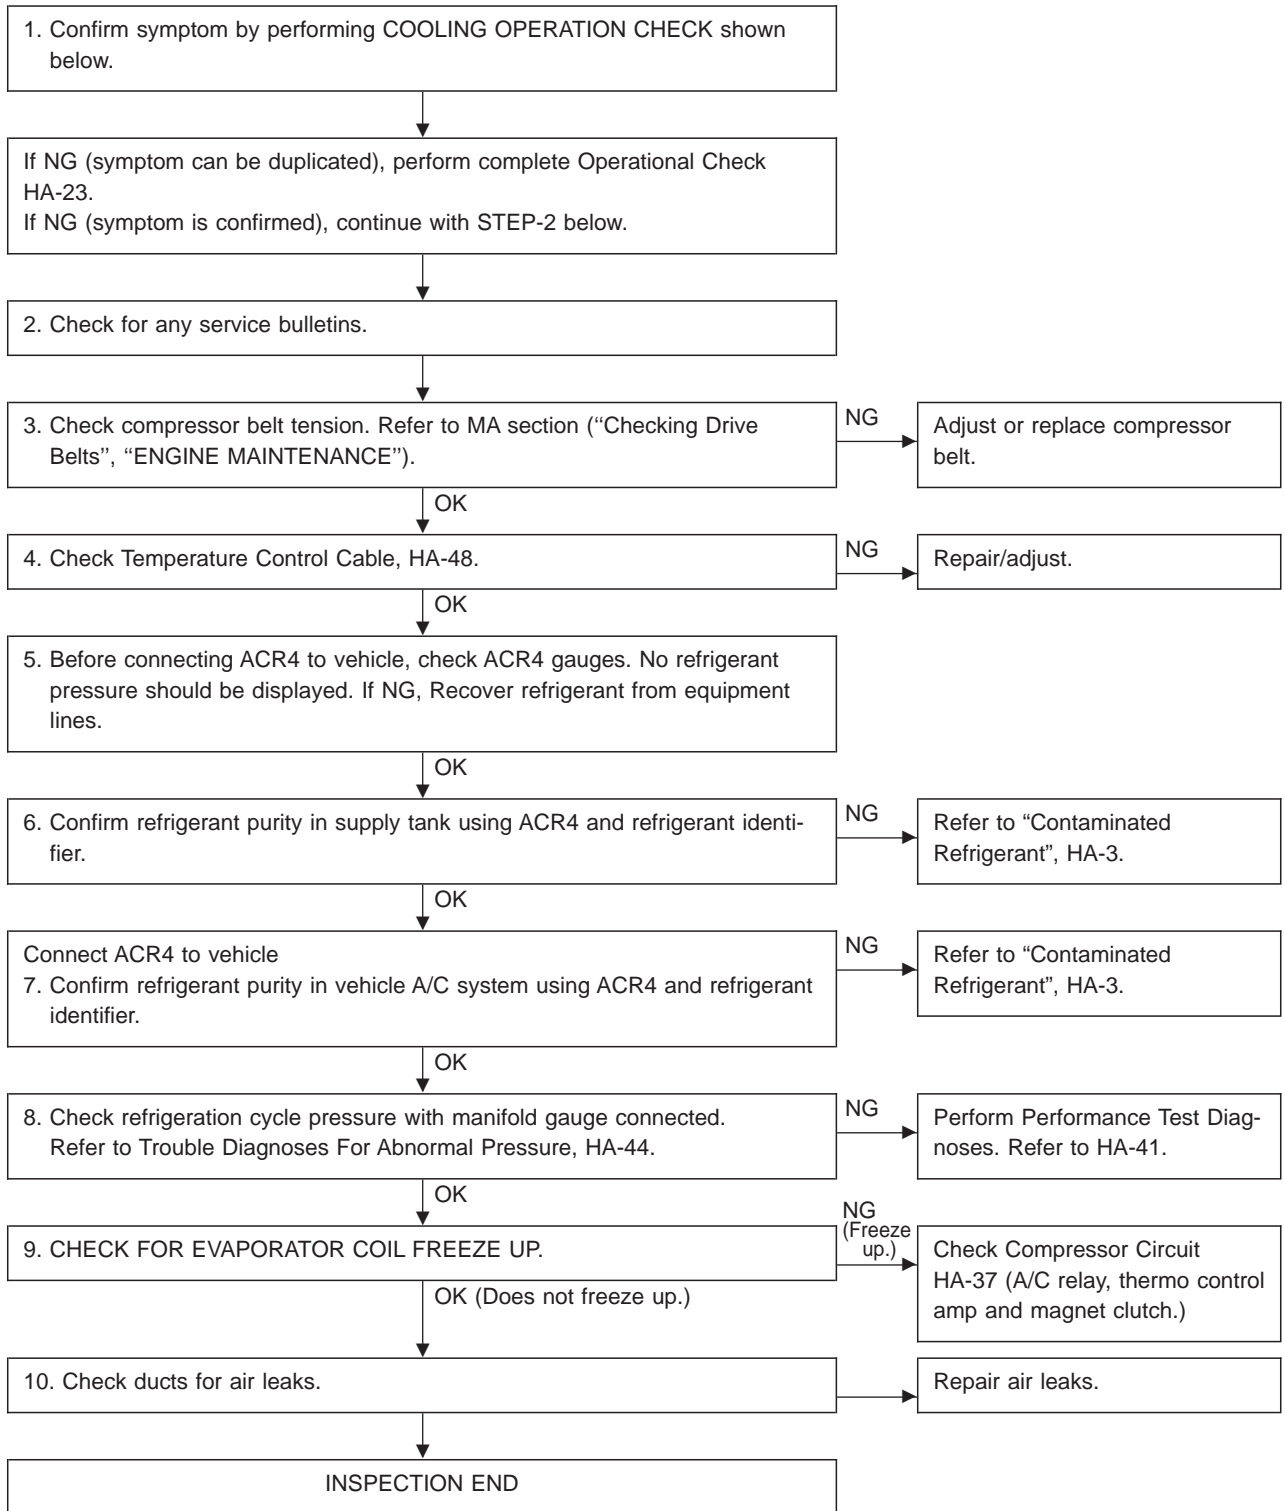 1. Confirm symptom by performing COOLING OPERATION CHECK shown
below.
If NG (symptom can be duplicated), perform complete Operational Check
HA-23.
If NG (symptom is confirmed), continue with STEP-2 below.
2. Check for any service bulletins.
3. Check compressor belt tension. Refer to MA section (‘‘Checking Drive
Belts’’, ‘‘ENGINE MAINTENANCE’’).
NG
Adjust or replace compressor
belt.
OK
4. Check Temperature Control Cable, HA-48.
NG
Repair/adjust.
OK
5. Before connecting ACR4 to vehicle, check ACR4 gauges. No refrigerant
pressure should be displayed. If NG, Recover refrigerant from equipment
lines.
OK
6. Confirm refrigerant purity in supply tank using ACR4 and refrigerant identi-
fier.
NG
Refer to “Contaminated
Refrigerant”, HA-3.
OK
Connect ACR4 to vehicle
7. Confirm refrigerant purity in vehicle A/C system using ACR4 and refrigerant
identifier.
NG
Refer to “Contaminated
Refrigerant”, HA-3.
OK
8. Check refrigeration cycle pressure with manifold gauge connected.
Refer to Trouble Diagnoses For Abnormal Pressure, HA-44.
NG
Perform Performance Test Diag-
noses. Refer to HA-41.
OK
9. CHECK FOR EVAPORATOR COIL FREEZE UP.
NG
(Freeze
up.)
Check Compressor Circuit
HA-37 (A/C relay, thermo control
amp and magnet clutch.)
OK (Does not freeze up.)
10. Check ducts for air leaks.
Repair air leaks.
INSPECTION END